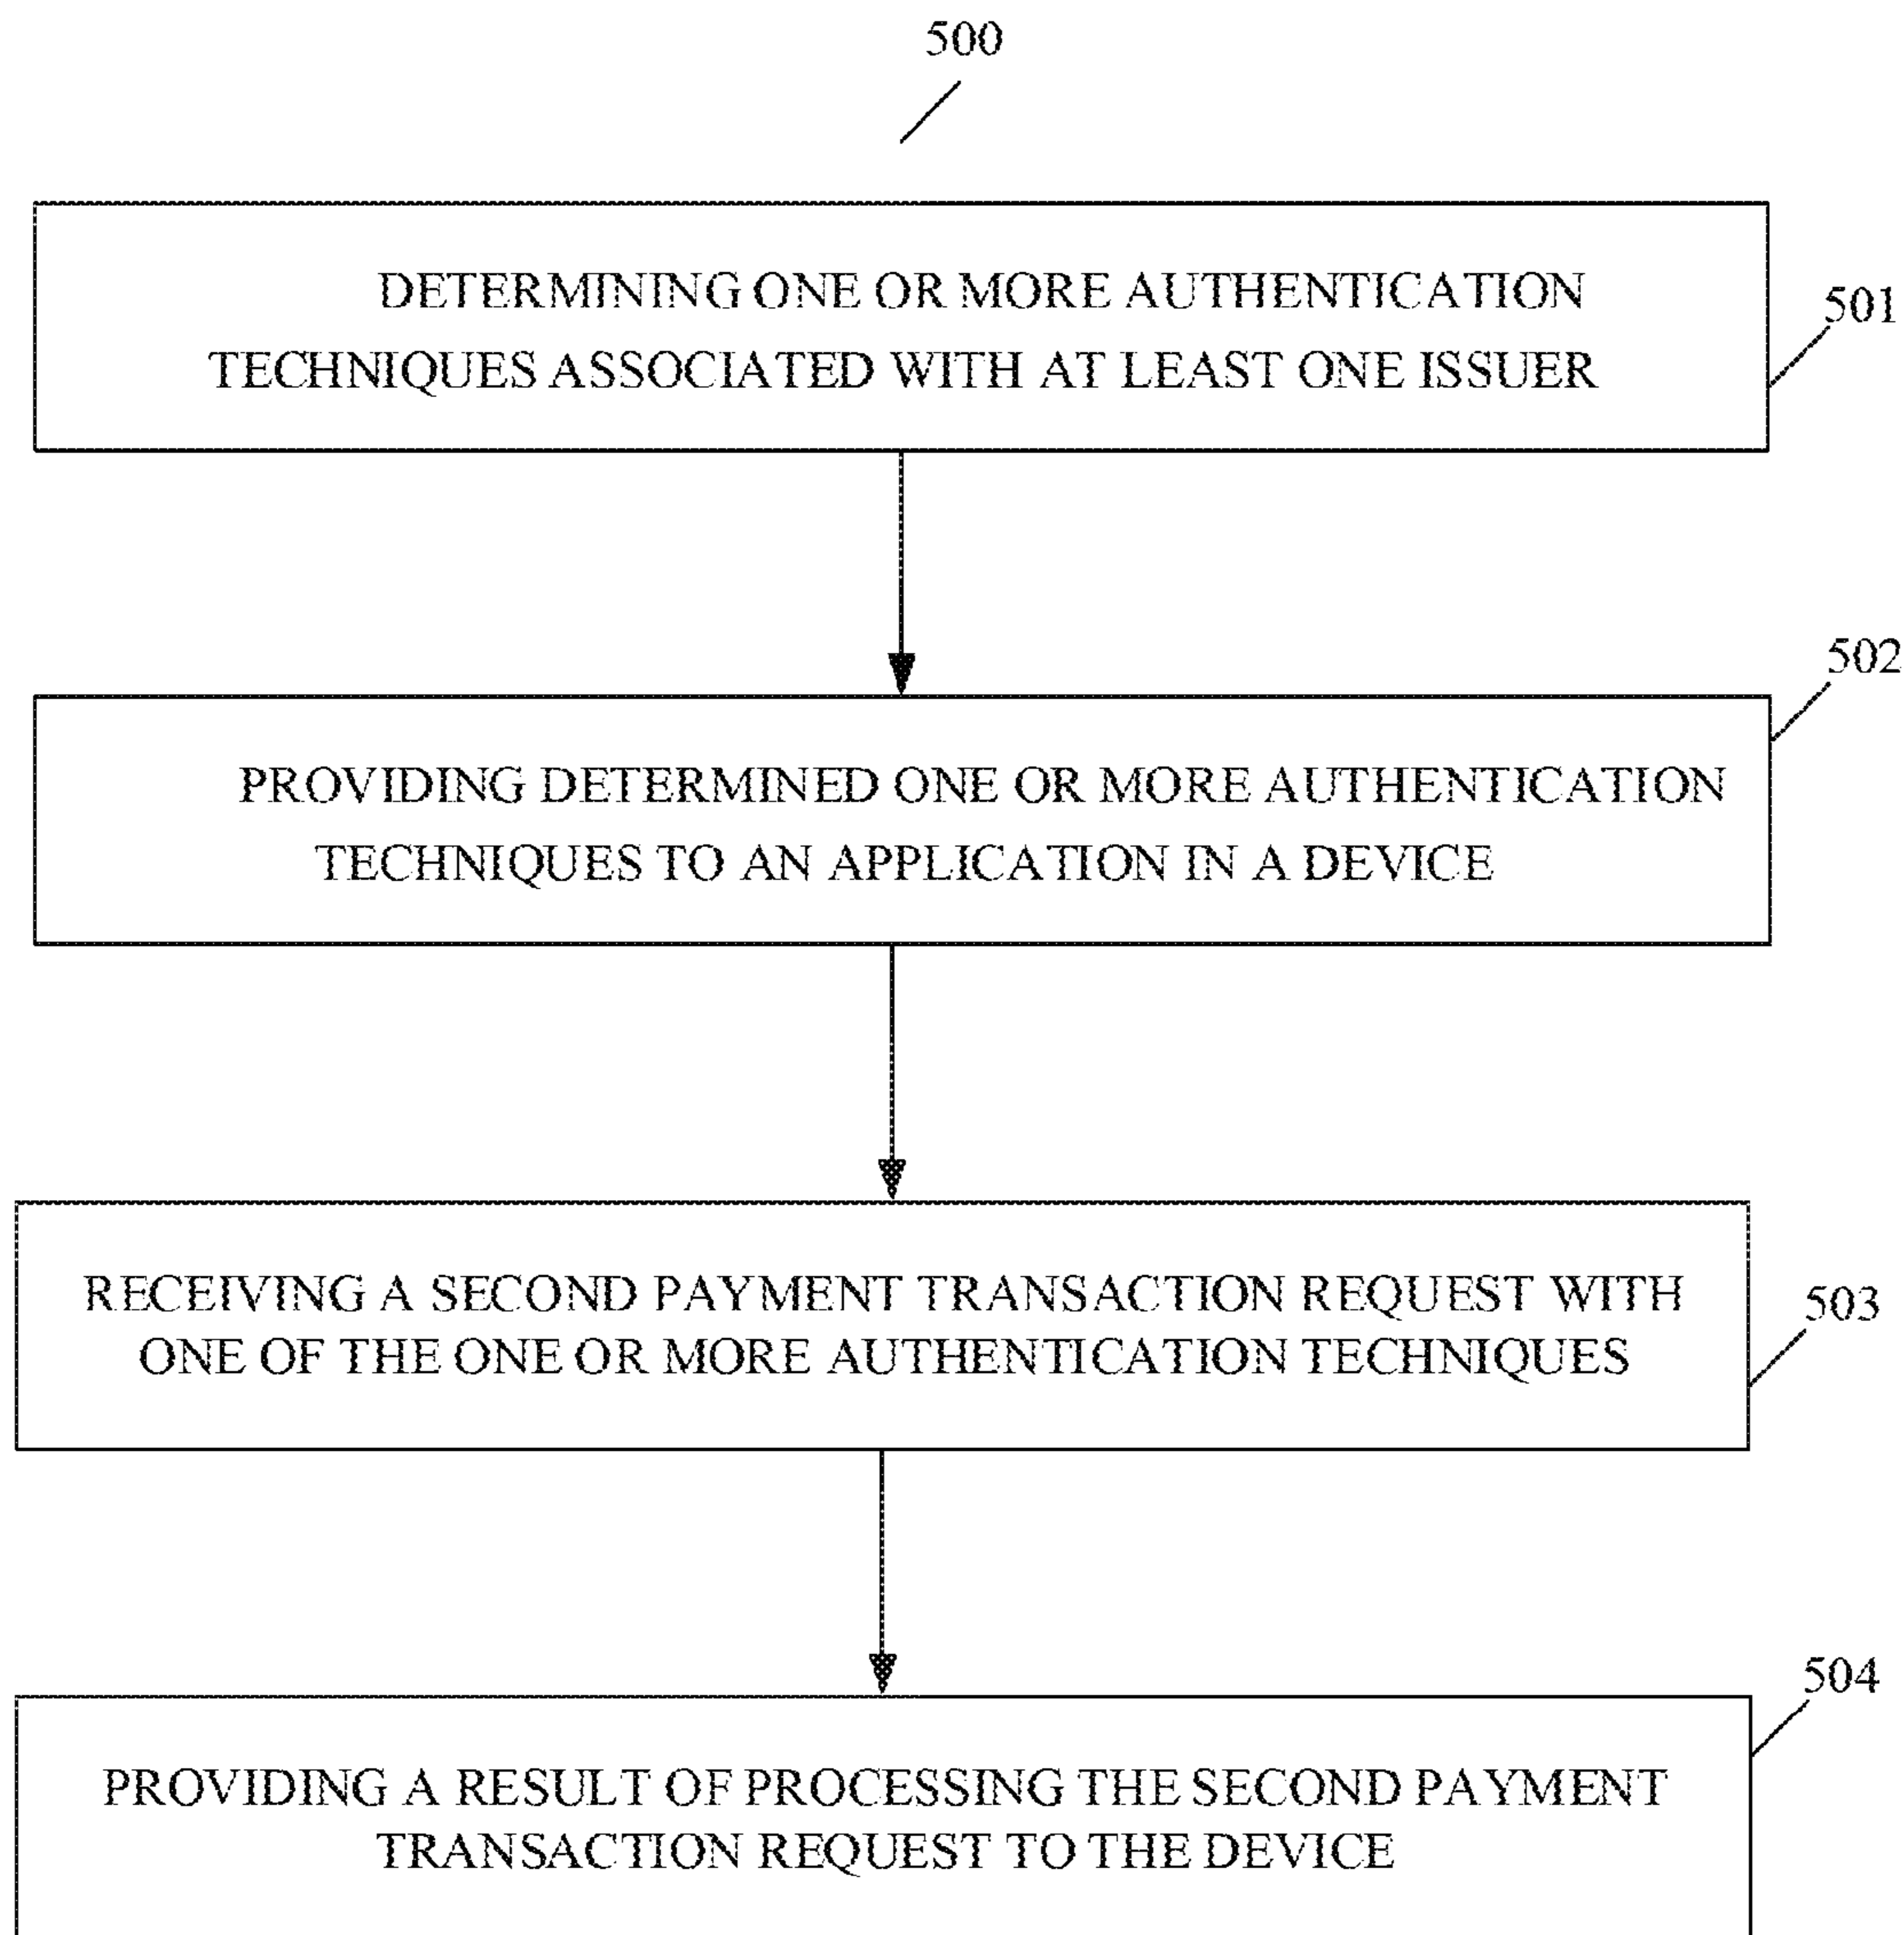 500
DETERMINING ONE OR MORE AUTHENTICATION
TECHNIQUES ASSOCIATED WITH AT LEAST ONE ISSUER
501
502
PROVIDING DETERMINED ONE OR MORE AUTHENTICATION
TECHNIQUES TO AN APPLICATION IN A DEVICE
RECEIVING A SECOND PAYMENT TRANSACTION REQUEST WITH
ONE OF THE ONE OR MORE AUTHENTICATION TECHNIQUES
503
504
PROVIDING A RESULT OF PROCESSING THE SECOND PAYMENT
TRANSACTION REQUEST TO THE DEVICE